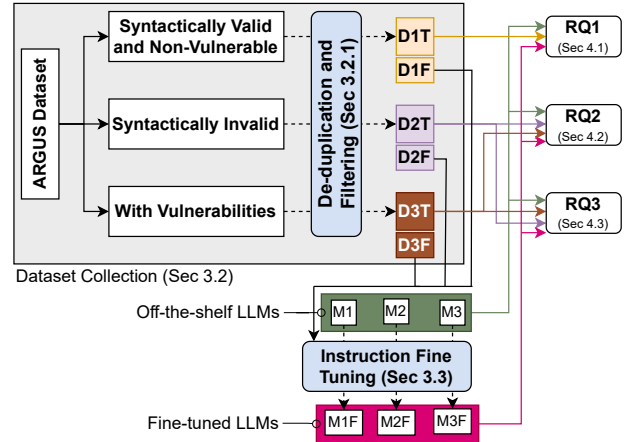 ARGUS Dataset
Syntactically Valid
and Non-Vulnerable
Syntactically Invalid
With Vulnerabilities
De-duplication and
Filtering (Sec 3.2.1)
D1T
D1F
D2T
D2F
D3T
D3F
RQ1
(Sec 4.1)
RQ2
(Sec 4.2)
RQ3
(Sec 4.3)
Dataset Collection (Sec 3.2)
Off-the-shelf LLMs
M1
M2
M3
Instruction Fine
Tuning (Sec 3.3)
Fine-tuned LLMs
M1F
M2F
M3F